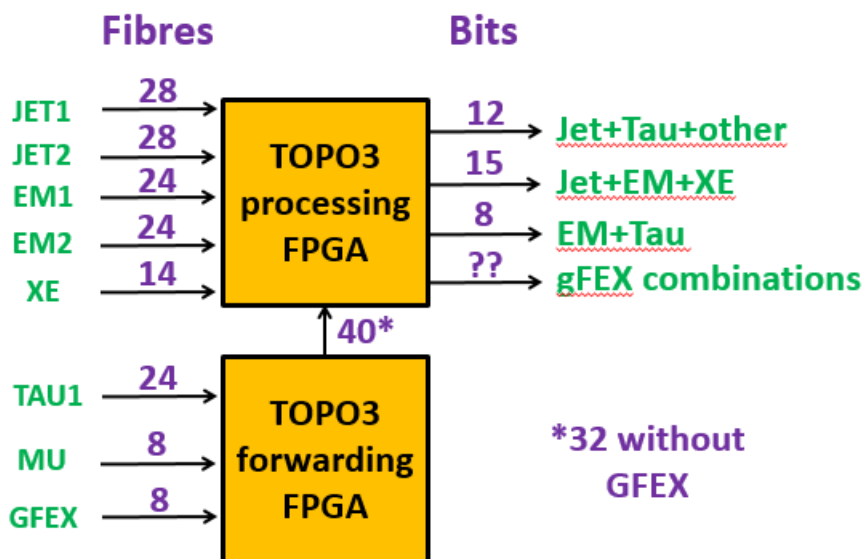 Fibres
Bits
JET1
28
JET2
28
EM1
24
EM2
24
XE
14
TOPO3
processing
FPGA
12
Jet+Tau+other
15
Jet+EM+XE
8
EM+Tau
??
gFEX combinations
40*
TAU1
24
MU
8
GFEX
8
TOPO3
forwarding
FPGA
*32 without
GFEX